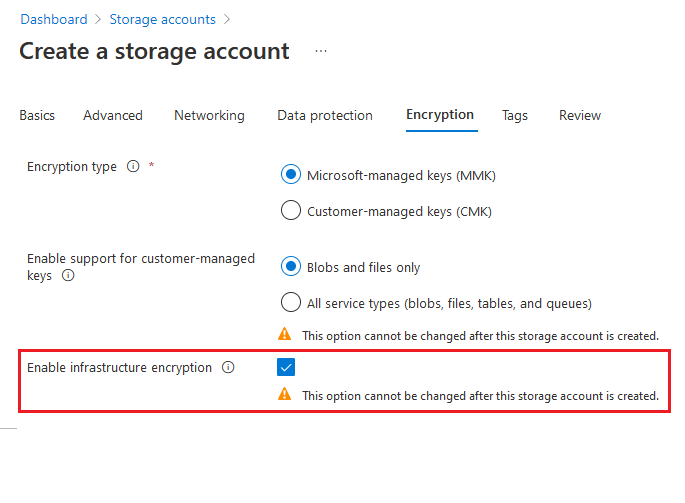 Dashboard > Storage accounts >
Create a storage account ...
Basics Advanced Networking Data protection Encryption Tags Review
Encryption type * Microsoft-managed keys (MMK)
Customer-managed keys (CMK)
Enable support for customer-managed
keys Blobs and files only
All service types (blobs, files, tables, and queues)
This option cannot be changed after this storage account is created.
Enable infrastructure encryption
This option cannot be changed after this storage account is created.